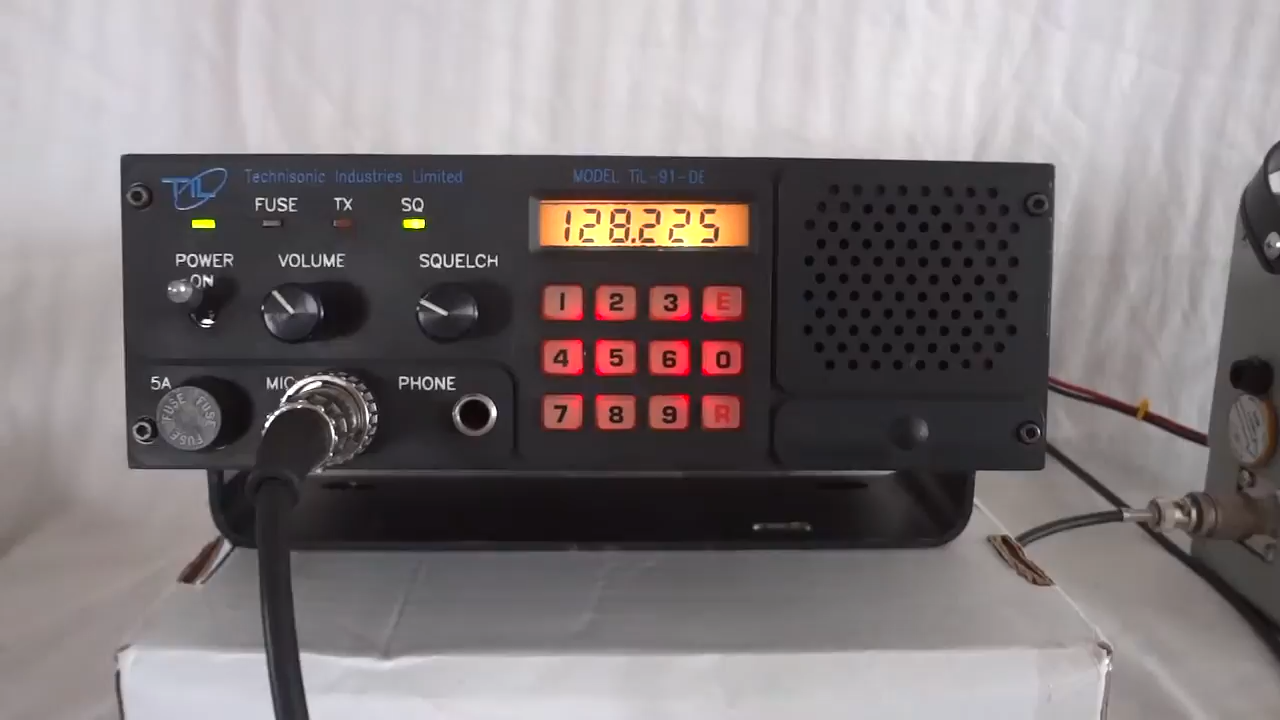 TiL Technisonic Industries Limited MODEL TiL-91-DE
FUSE TX SQ
128.225
POWER VOLUME SQUELCH
ON
1 2 3 E
4 5 6 0
5A MIC PHONE
7 8 9 R
FUSE FUSE FUSE